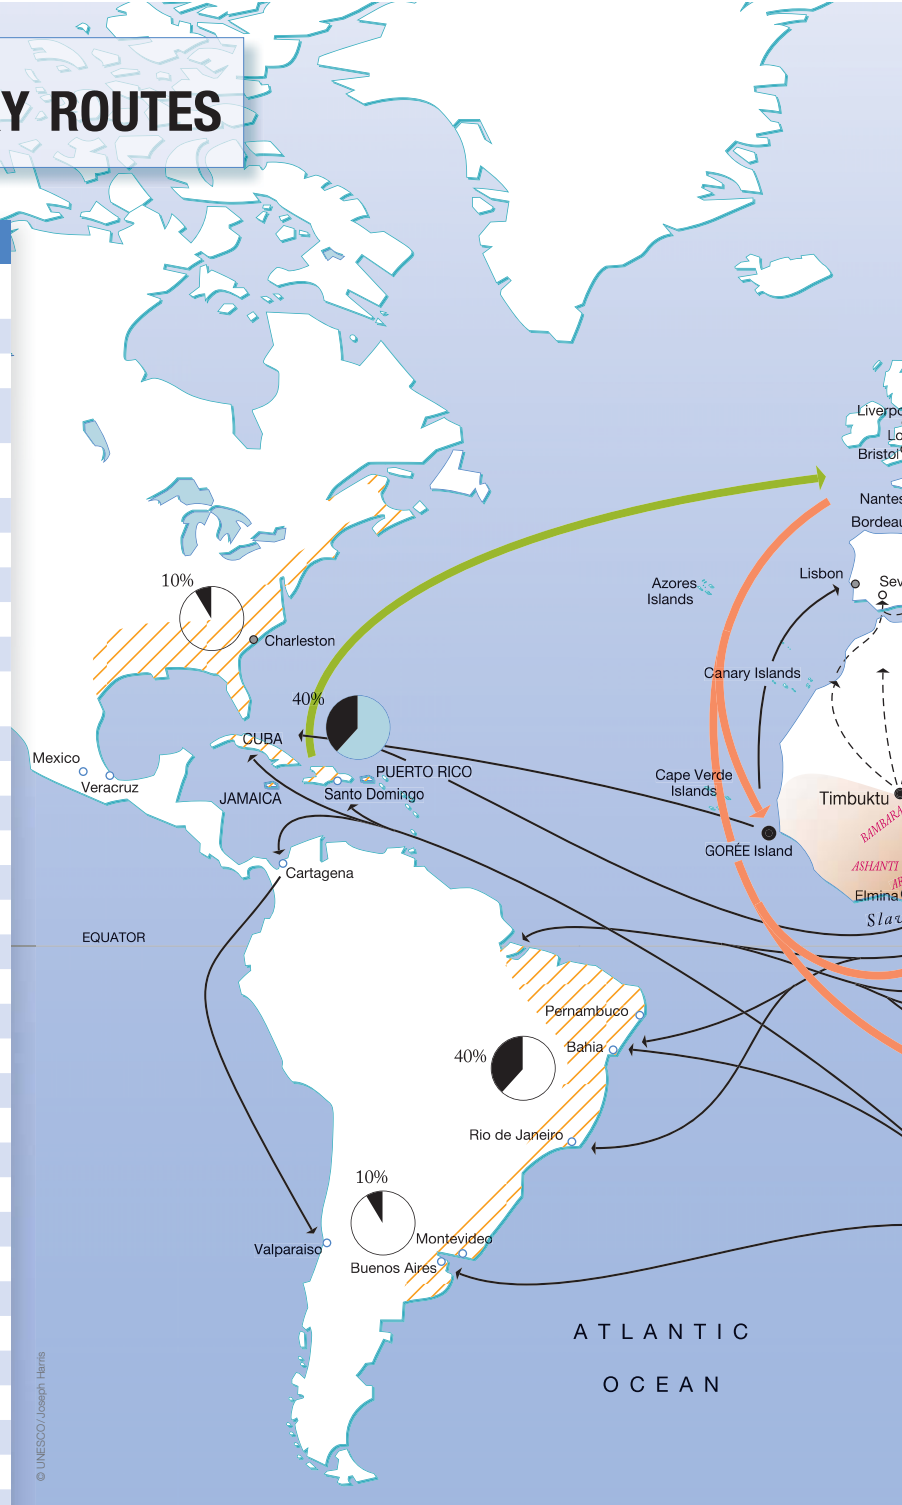 Y ROUTES
Liverpo
Lo
Bristol
Nantes
Bordeau
Lisbon
Sev
10%
Azores
Islands
Charleston
Canary Islands
40%
CUBA
Mexico
Veracruz
PUERTO RICO
JAMAICA
Santo Domingo
Cape Verde
Islands
Timbuktu
BAMBARA
GORÉE Island
ASHANTI
Cartagena
Elmina
Slav
EQUATOR
Pernambuco
Bahia
40%
Rio de Janeiro
10%
Montevideo
Valparaiso
Buenos Aires
ATLANTIC
OCEAN
© UNESCO/Joseph Harris